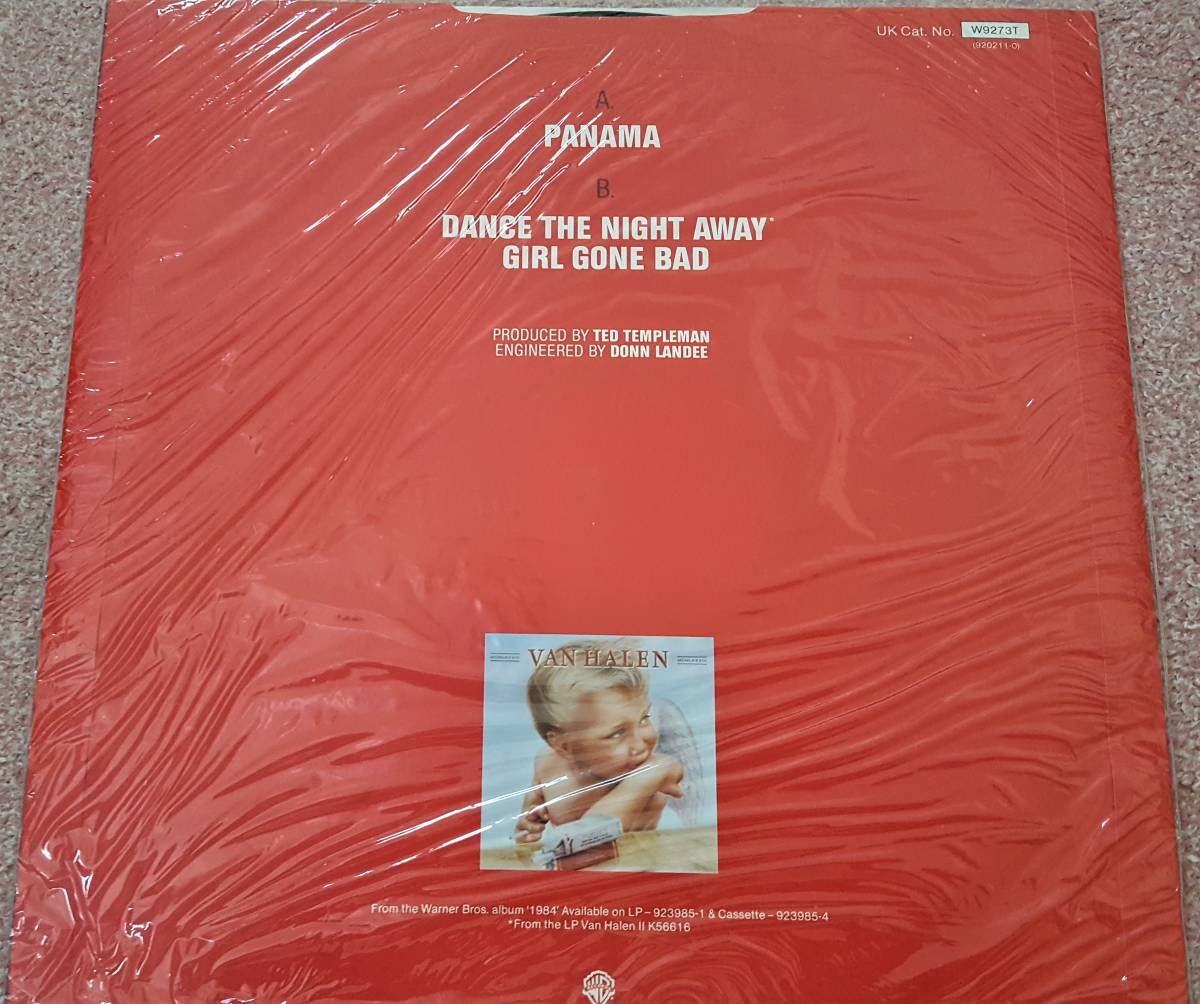 UK Cat. No. W9273T
(920211-0)
A.
PANAMA
B.
DANCE THE NIGHT AWAY*
GIRL GONE BAD
PRODUCED BY TED TEMPLEMAN
ENGINEERED BY DONN LANDEE
VAN HALEN
From the Warner Bros. album '1984' Available on LP – 923985-1 & Cassette – 923985-4
*From the LP Van Halen II K56616